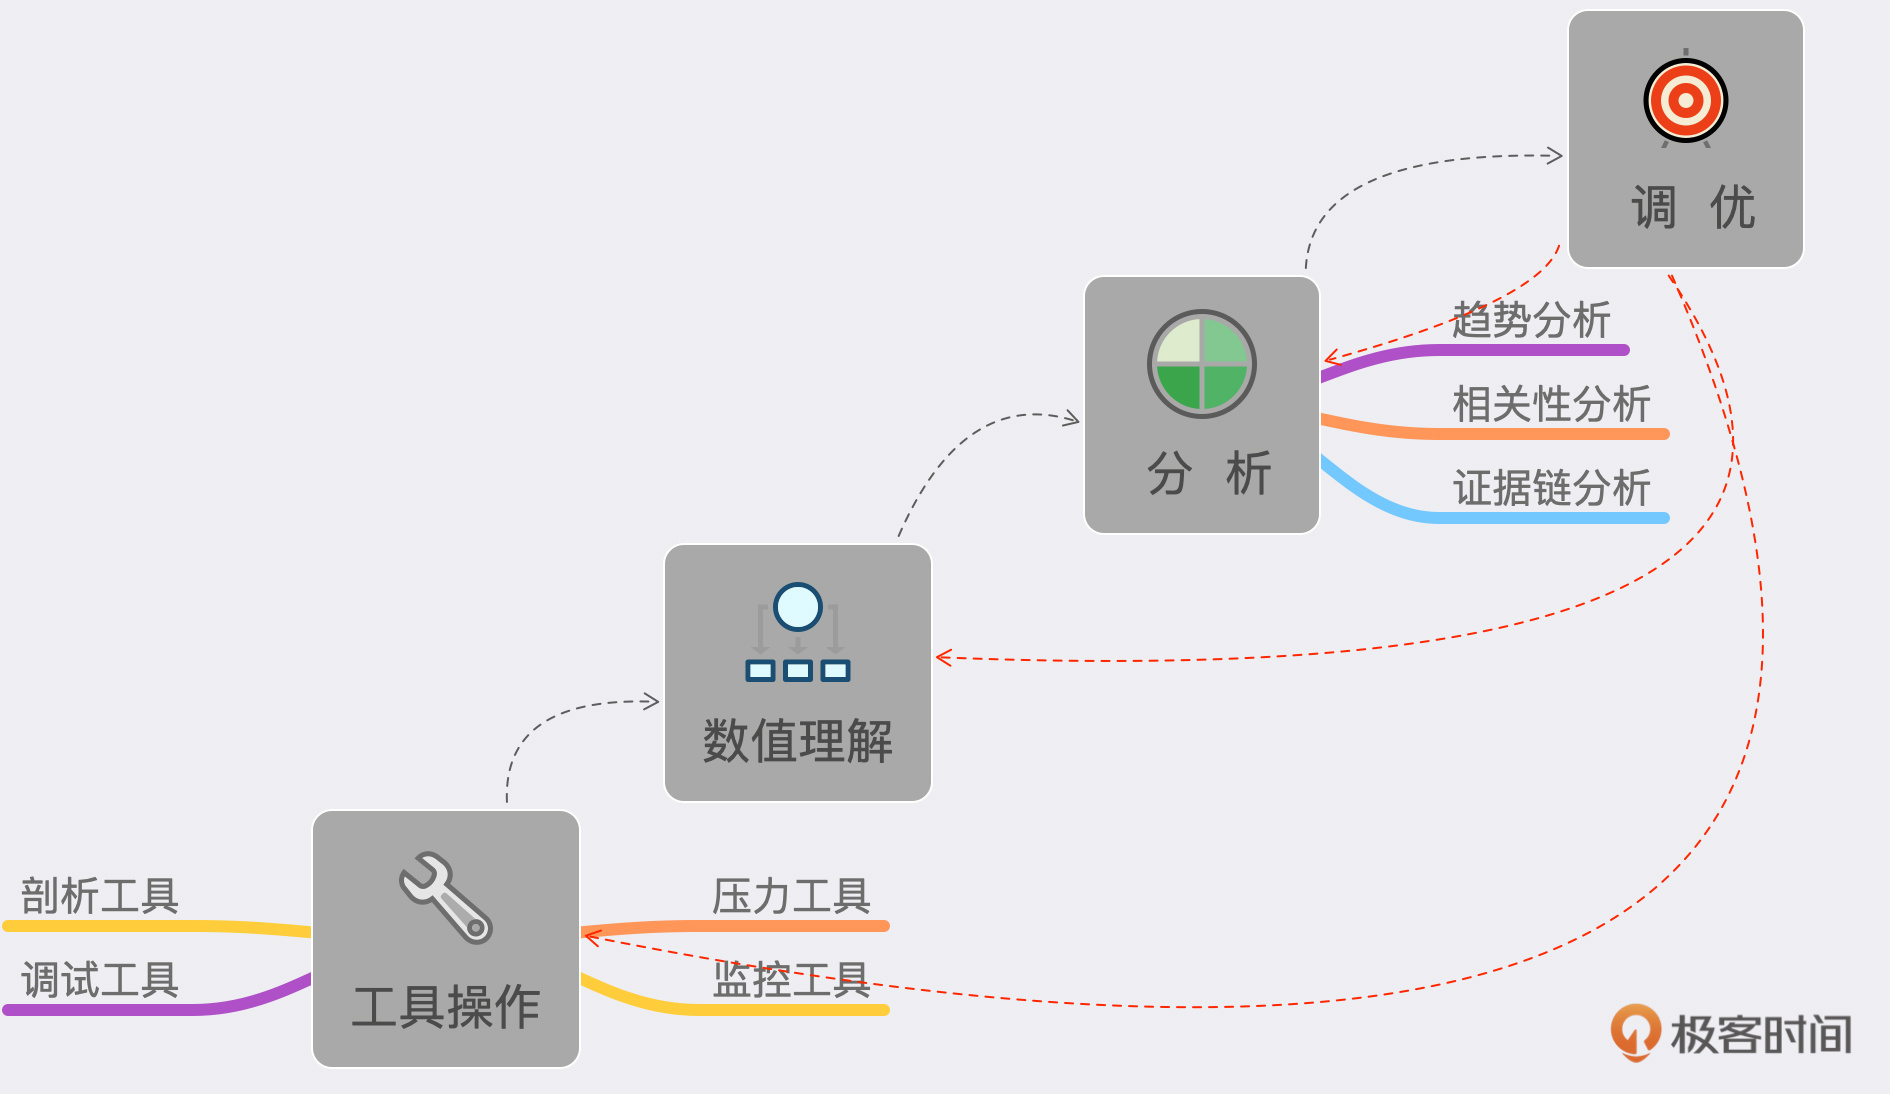 调 优
趋势分析
相关性分析
分 析
证据链分析
数值理解
剖析工具
压力工具
调试工具
监控工具
工具操作
极客时间